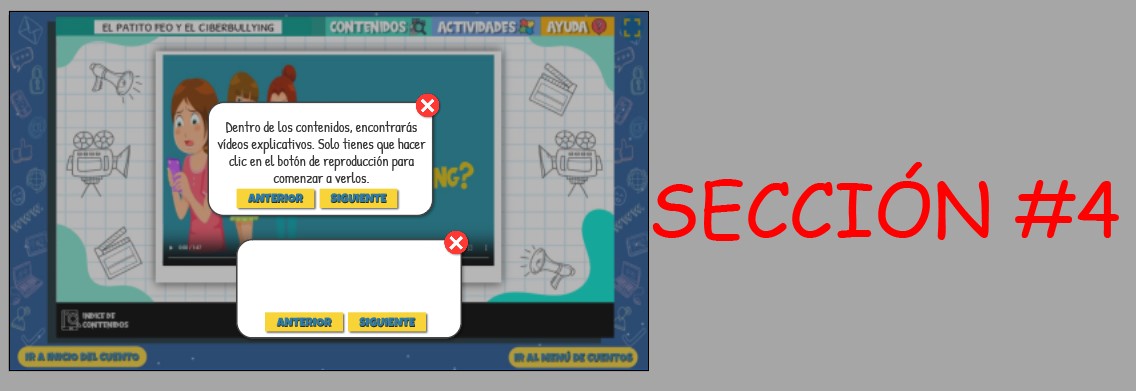 EL PATITO FEO Y EL CIBERBULLYING
CONTENIDOS ACTIVIDADES AYUDA
Dentro de los contenidos, encontrarás
vídeos explicativos. Solo tienes que hacer
clic en el botón de reproducción para
comenzar a verlos.
NG?
ANTERIOR SIGUIENTE
SECCIÓN #4
ANTERIOR SIGUIENTE
INDICE DE
CONTENIDOS
IR A INICIO DEL CUENTO
IR AL MENÚ DE CUENTOS